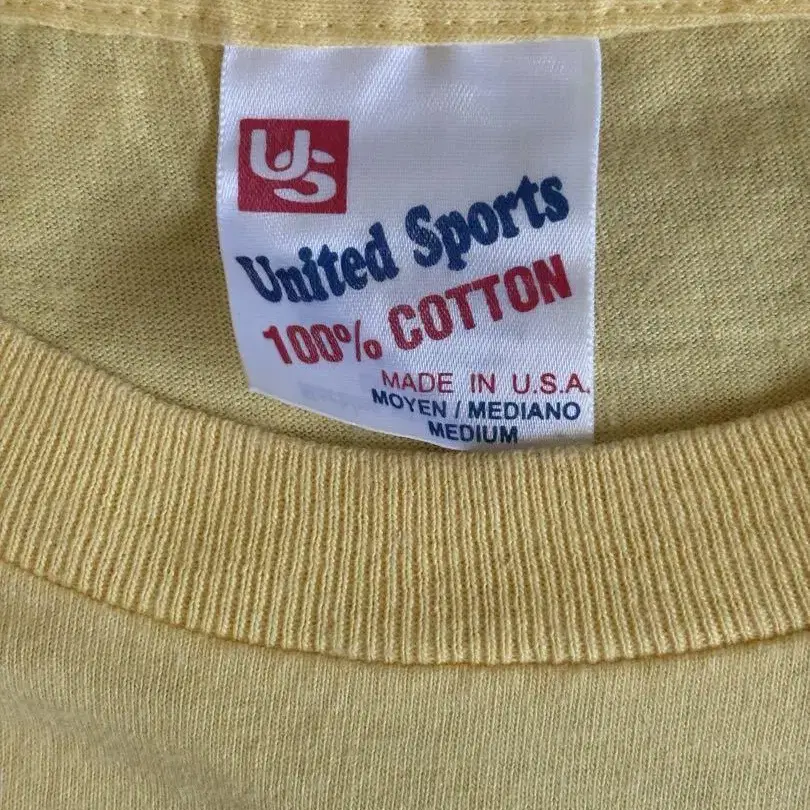 US
United Sports
100% COTTON
MADE IN U.S.A.
MOYEN / MEDIANO
MEDIUM